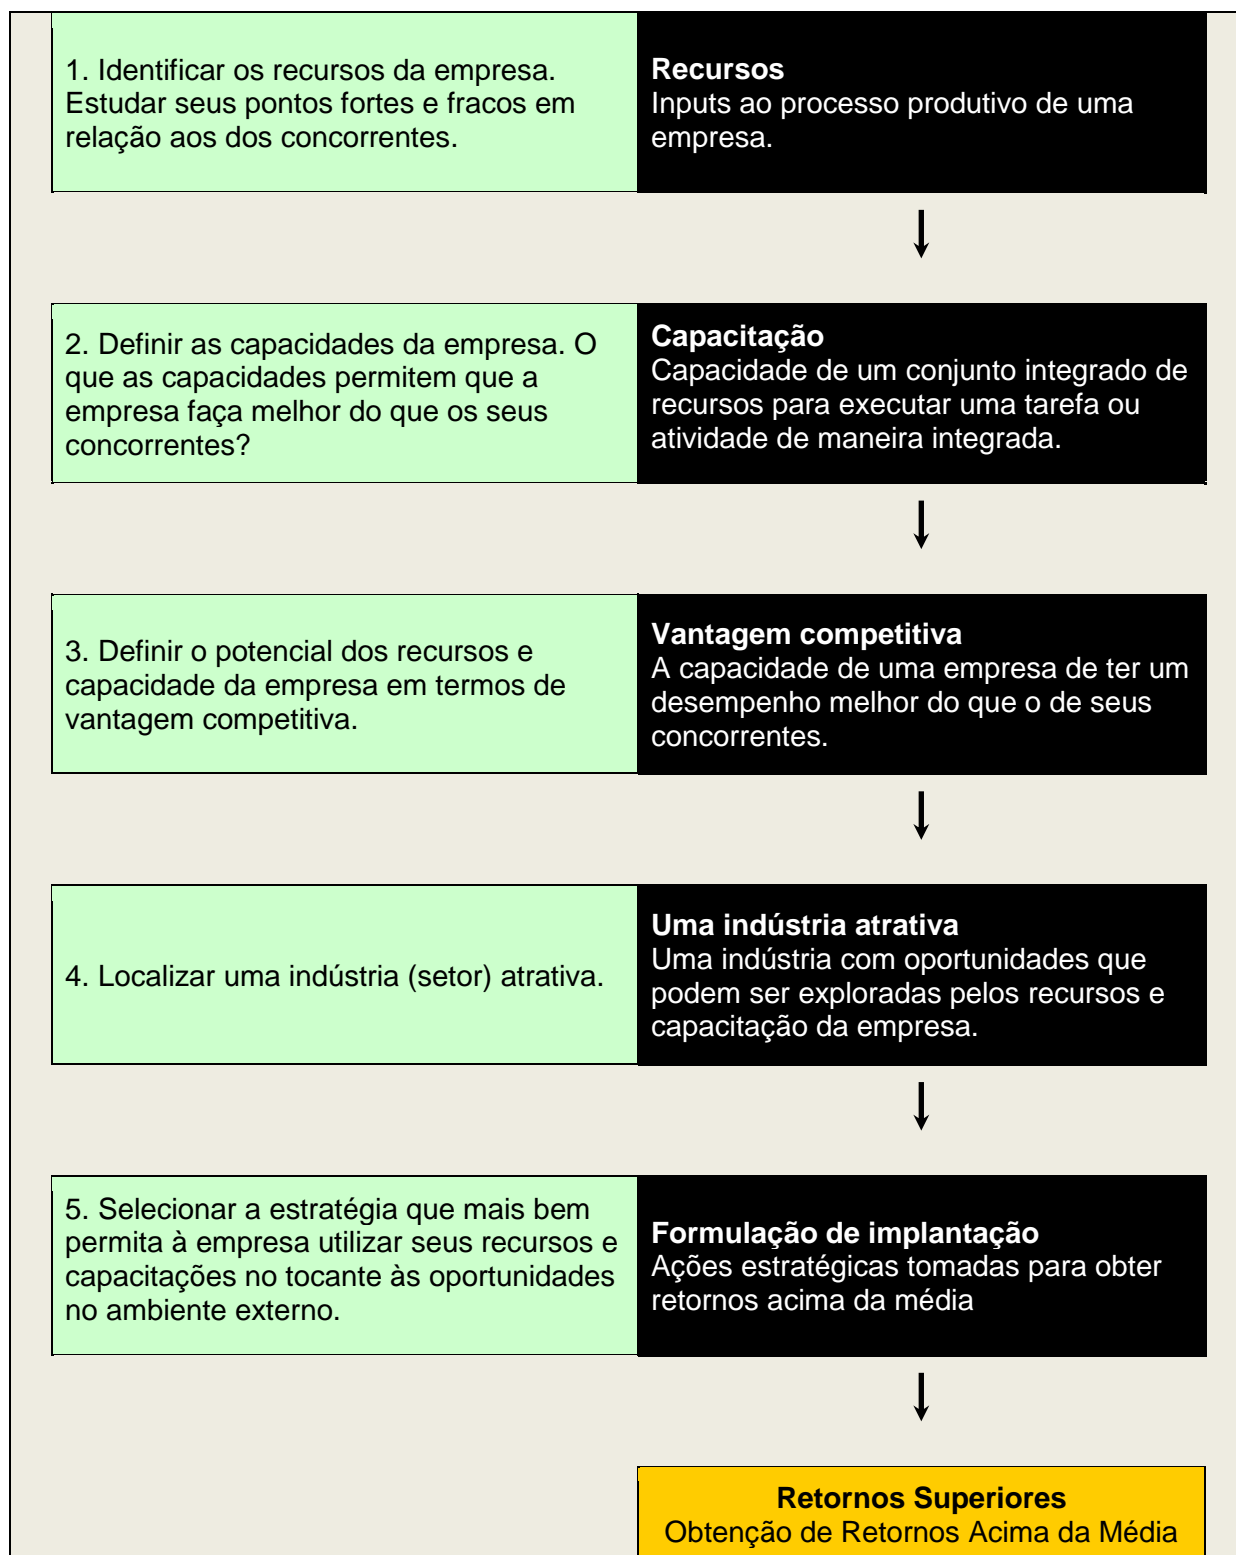 1. Identificar os recursos da empresa.
Estudar seus pontos fortes e fracos em
relação aos dos concorrentes.
Recursos
Inputs ao processo produtivo de uma
empresa.
2. Definir as capacidades da empresa. O
que as capacidades permitem que a
empresa faça melhor do que os seus
concorrentes?
Capacitação
Capacidade de um conjunto integrado de
recursos para executar uma tarefa ou
atividade de maneira integrada.
3. Definir o potencial dos recursos e
capacidade da empresa em termos de
vantagem competitiva.
Vantagem competitiva
A capacidade de uma empresa de ter um
desempenho melhor do que o de seus
concorrentes.
4. Localizar uma indústria (setor) atrativa.
Uma indústria atrativa
Uma indústria com oportunidades que
podem ser exploradas pelos recursos e
capacitação da empresa.
5. Selecionar a estratégia que mais bem
permita à empresa utilizar seus recursos e
capacitações no tocante às oportunidades
no ambiente externo.
Formulação de implantação
Ações estratégicas tomadas para obter
retornos acima da média
Retornos Superiores
Obtenção de Retornos Acima da Média